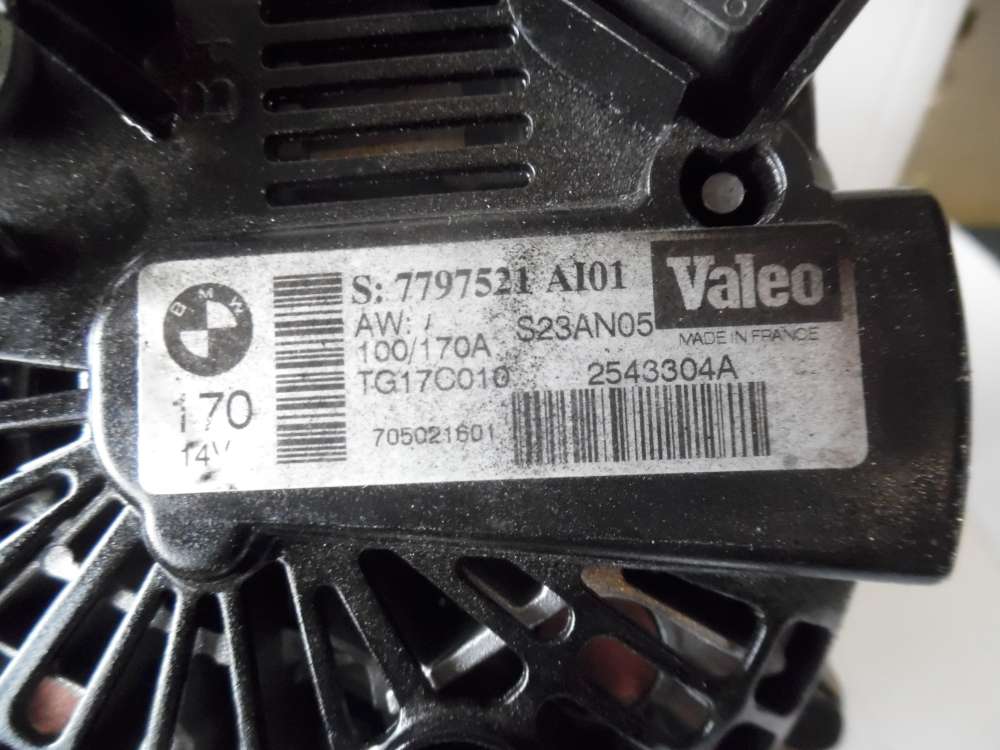 B+
BMW
S: 7797521 AI01
Valeo
AW: /
S23AN05
MADE IN FRANCE
100/170A
TG17C010
2543304A
170
705021601
14V